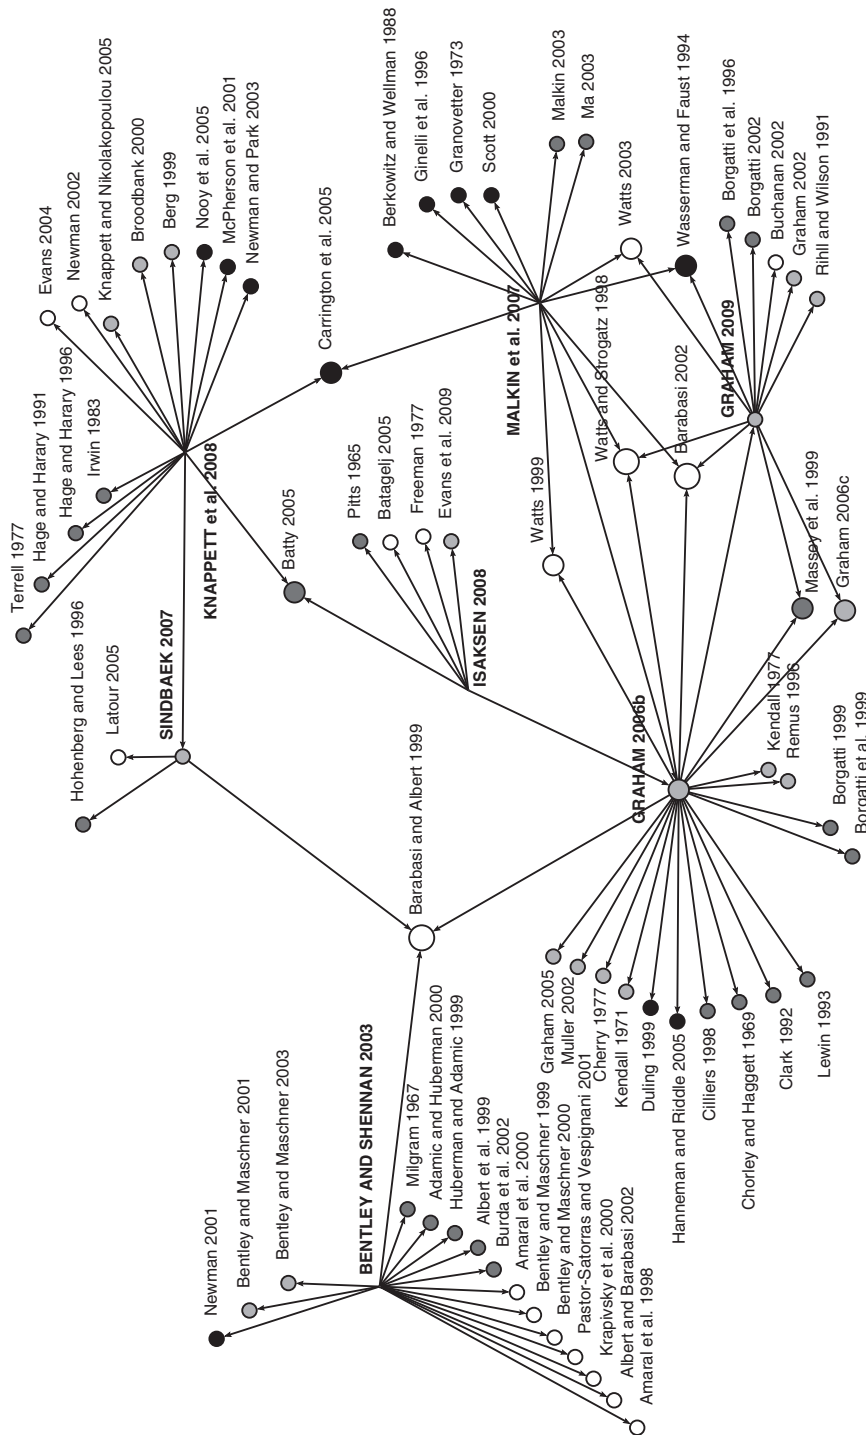 Newman 2001
Bentley and Maschner 2001
Bentley and Maschner 2003
BENTLEY AND SHENNAN 2003
Milgram 1967
Adamic and Huberman 2000
Huberman and Adamic 1999
Albert et al. 1999
Burda et al. 2002
Amaral et al. 2000
Bentley and Maschner 1999
Bentley and Maschner 2000
Pastor-Satorras and Vespignani 2001
Krapivsky et al. 2000
Albert and Barabasi 2002
Amaral et al. 1998
Hohenberg and Lees 1996
Latour 2005
SINDBAEK 2007
Barabasi and Albert 1999
Terrell 1977
Hage and Harary 1991
Hage and Harary 1996
Irwin 1983
KNAPPETT et al. 2008
Evans 2004
Newman 2002
Knappett and Nikolakopoulou 2005
Broodbank 2000
Berg 1999
Nooy et al. 2005
McPherson et al. 2001
Newman and Park 2003
Carrington et al. 2005
Batty 2005
Pitts 1965
Batagelj 2005
Freeman 1977
Evans et al. 2009
ISAKSEN 2008
Berkowitz and Wellman 1988
Ginelli et al. 1996
Granovetter 1973
Scott 2000
Malkin 2003
Ma 2003
MALKIN et al. 2007
Watts 2003
Wasserman and Faust 1994
Watts 1999
Watts and Strogatz 1998
Barabasi 2002
GRAHAM 2009
Borgatti et al. 1996
Borgatti 2002
Buchanan 2002
Graham 2002
Rihll and Wilson 1991
Massey et al. 1999
Graham 2006c
GRAHAM 2006b
Kendall 1977
Remus 1996
Borgatti 1999
Borgatti et al. 1999
Graham 2005
Muller 2002
Cherry 1977
Kendall 1971
Duling 1999
Hanneman and Riddle 2005
Cilliers 1998
Chorley and Haggett 1969
Clark 1992
Lewin 1993